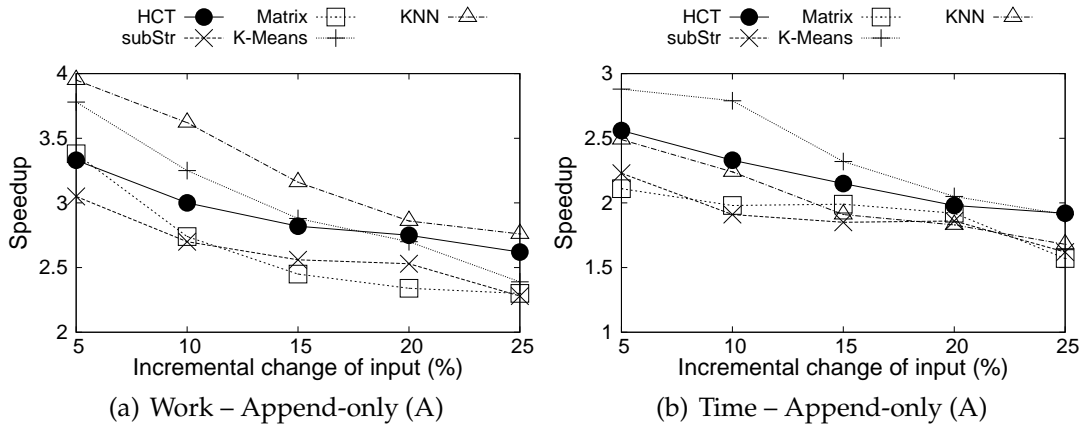 HCT Matrix KNN
subStr K-Means
4
3.5
3
2.5
2
Speedup
5 10 15 20 25
Incremental change of input (%)
(a) Work – Append-only (A)
HCT Matrix KNN
subStr K-Means
3
2.5
2
1.5
1
Speedup
5 10 15 20 25
Incremental change of input (%)
(b) Time – Append-only (A)